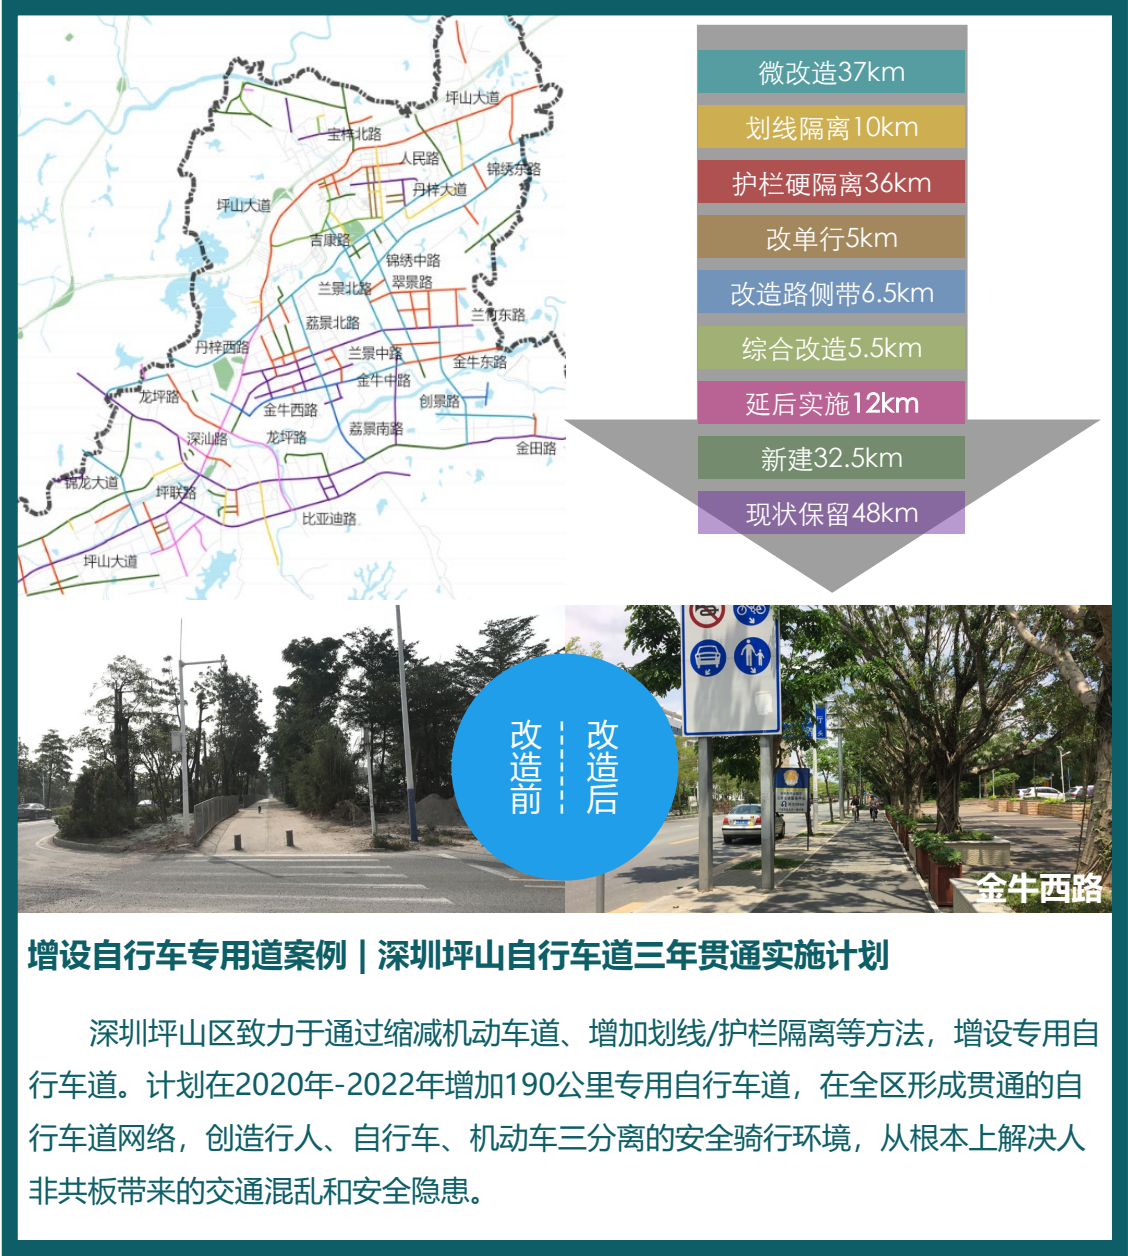 坪山大道
宝梓北路
人民路
锦绣东路
丹梓大道
坪山大道
吉康路
锦绣中路
兰景北路
翠景路
兰竹东路
荔景北路
丹梓西路
兰景中路
金牛东路
金牛中路
龙坪路
创景路
金牛西路
荔景南路
深汕路
龙坪路
金田路
锦龙大道
坪联路
比亚迪路
坪山大道
微改造37km
划线隔离10km
护栏硬隔离36km
改单行5km
改造路侧带6.5km
综合改造5.5km
延后实施12km
新建32.5km
现状保留48km
改造前
改造后
金牛西路
增设自行车专用道案例 | 深圳坪山自行车道三年贯通实施计划
深圳坪山区致力于通过缩减机动车道、增加划线/护栏隔离等方法，增设专用自
行车道。计划在2020年-2022年增加190公里专用自行车道，在全区形成贯通的自
行车道网络，创造行人、自行车、机动车三分离的安全骑行环境，从根本上解决人
非共板带来的交通混乱和安全隐患。